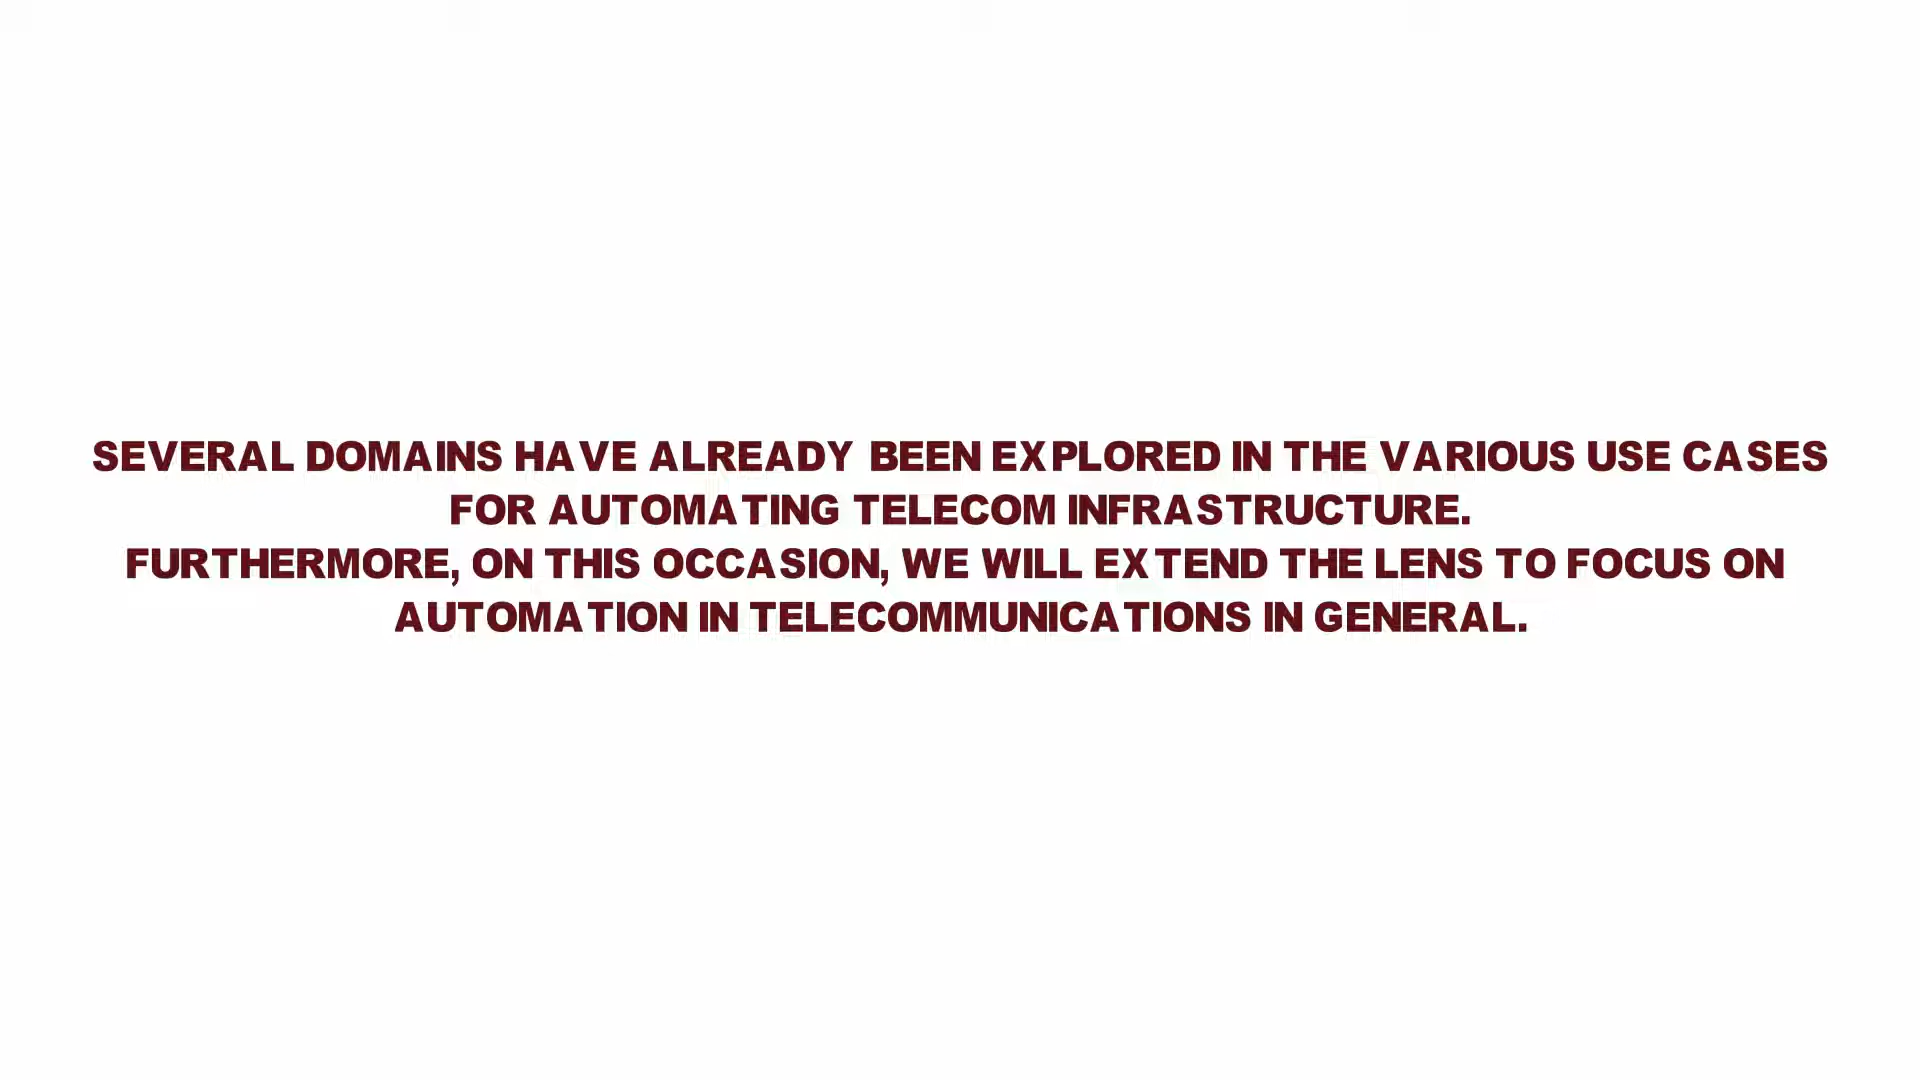 SEVERAL DOMAINS HAVE ALREADY BEEN EXPLORED IN THE VARIOUS USE CASES
FOR AUTOMATING TELECOM INFRASTRUCTURE.
FURTHERMORE, ON THIS OCCASION, WE WILL EXTEND THE LENS TO FOCUS ON
AUTOMATION IN TELECOMMUNICATIONS IN GENERAL.